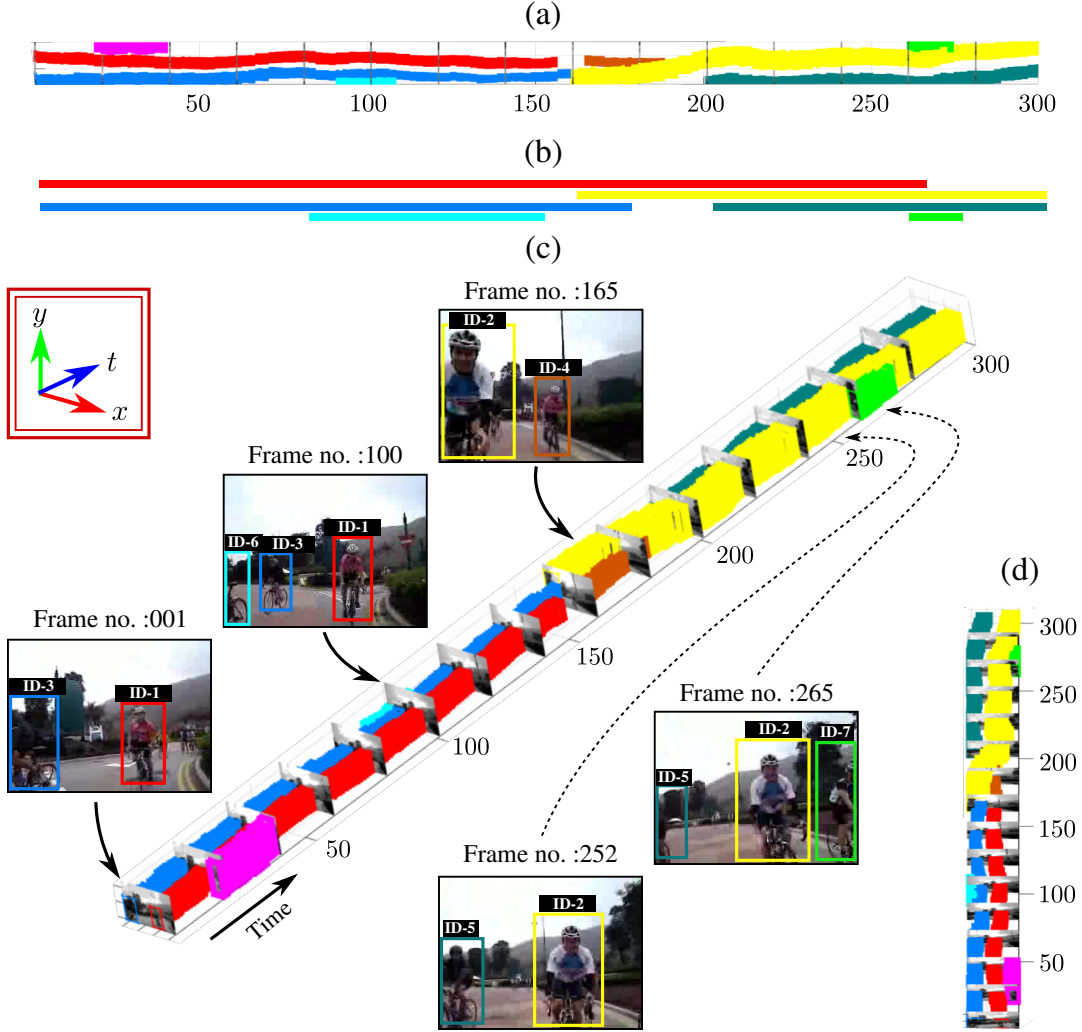 (a)
50
100
150
200
250
300
(b)
(c)
y
t
x
Frame no. :165
ID-2
ID-4
300
Frame no. :100
ID-6
ID-3
ID-1
250
200
(d)
Frame no. :001
ID-3
ID-1
150
100
50
Time
Frame no. :265
ID-2
ID-7
ID-5
Frame no. :252
ID-2
ID-5
300
250
200
150
100
50